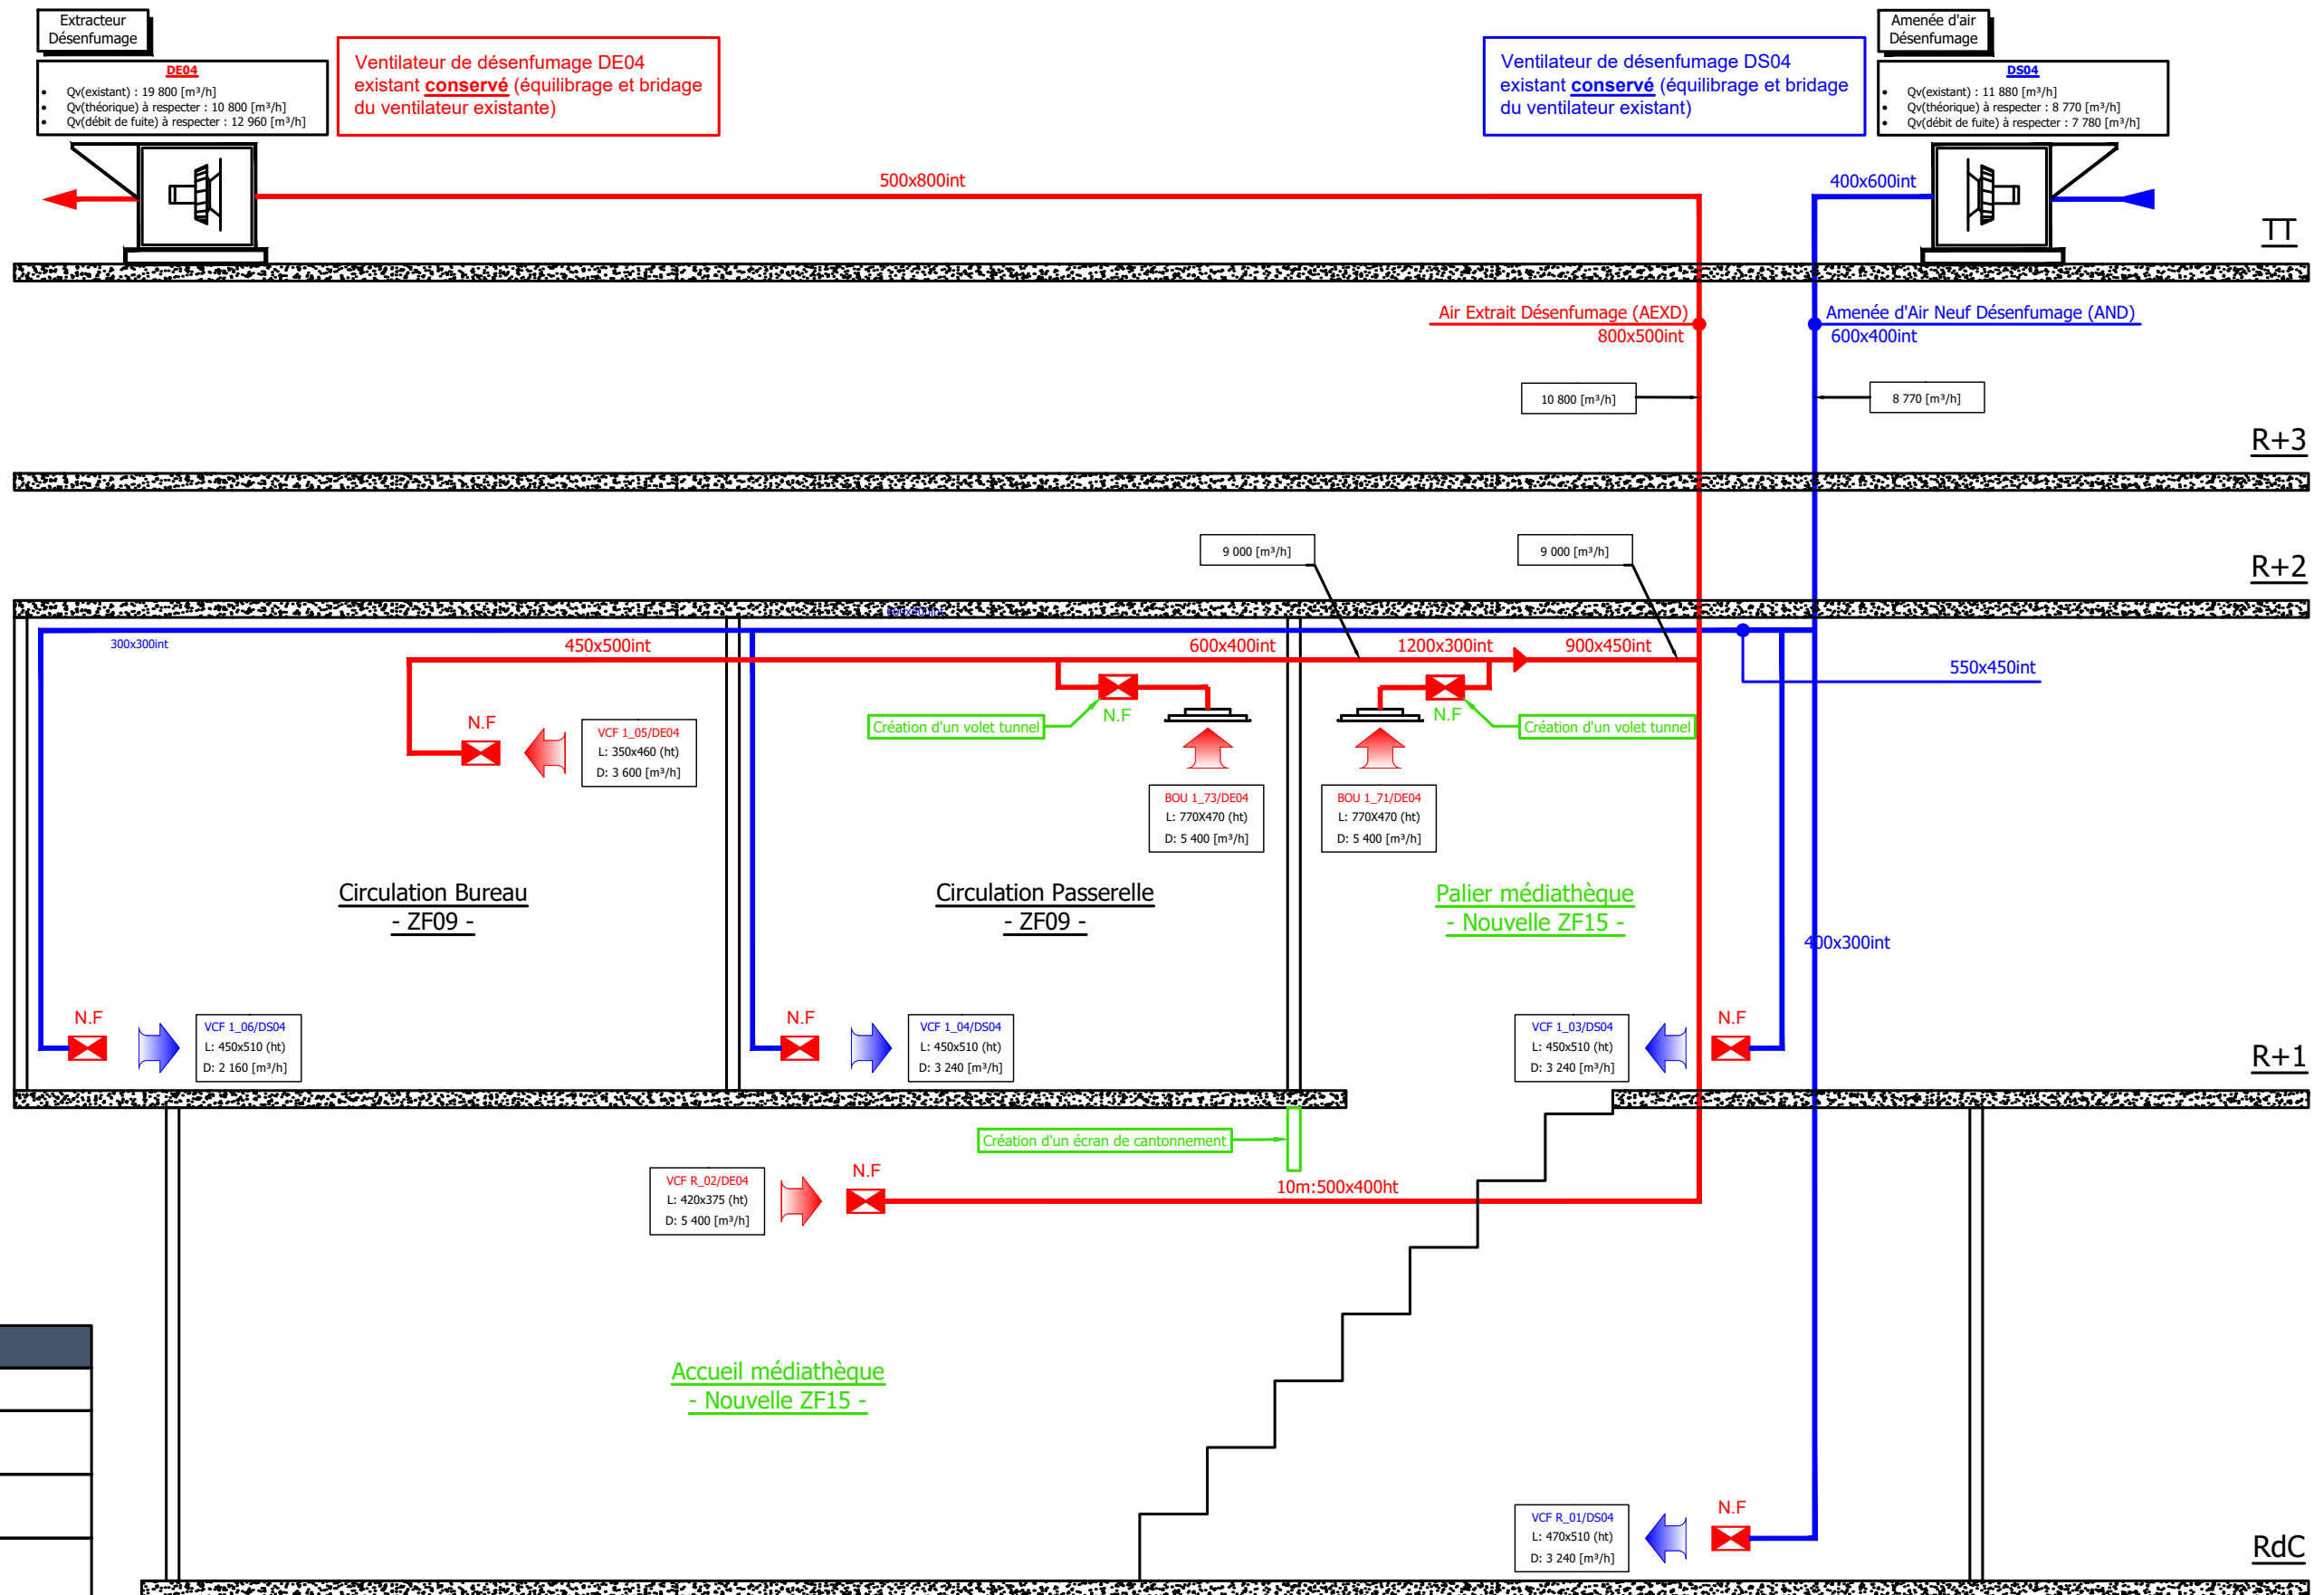 Extracteur
Désenfumage
DE04
• Qv(existant) : 19 800 [m³/h]
• Qv(théorique) à respecter : 10 800 [m³/h]
• Qv(débit de fuite) à respecter : 12 960 [m³/h]
Ventilateur de désenfumage DE04
existant conservé (équilibrage et bridage
du ventilateur existante)
Ventilateur de désenfumage DS04
existant conservé (équilibrage et bridage
du ventilateur existant)
Amenée d'air
Désenfumage
DS04
• Qv(existant) : 11 880 [m³/h]
• Qv(théorique) à respecter : 8 770 [m³/h]
• Qv(débit de fuite) à respecter : 7 780 [m³/h]
500x800int
400x600int
TT
Air Extrait Désenfumage (AEXD)
800x500int
Amenée d'Air Neuf Désenfumage (AND)
600x400int
10 800 [m³/h]
8 770 [m³/h]
R+3
9 000 [m³/h]
9 000 [m³/h]
R+2
300x300int
450x500int
600x400int
1200x300int
900x450int
550x450int
N.F
VCF 1_05/DE04
L: 350x460 (ht)
D: 3 600 [m³/h]
Création d'un volet tunnel
N.F
N.F
Création d'un volet tunnel
BOU 1_73/DE04
L: 770X470 (ht)
D: 5 400 [m³/h]
BOU 1_71/DE04
L: 770X470 (ht)
D: 5 400 [m³/h]
Circulation Bureau
- ZF09 -
Circulation Passerelle
- ZF09 -
Palier médiathèque
- Nouvelle ZF15 -
400x300int
N.F
VCF 1_06/DS04
L: 450x510 (ht)
D: 2 160 [m³/h]
N.F
VCF 1_04/DS04
L: 450x510 (ht)
D: 3 240 [m³/h]
VCF 1_03/DS04
L: 450x510 (ht)
D: 3 240 [m³/h]
N.F
R+1
Création d'un écran de cantonnement
VCF R_02/DE04
L: 420x375 (ht)
D: 5 400 [m³/h]
N.F
10m:500x400ht
Accueil médiathèque
- Nouvelle ZF15 -
VCF R_01/DS04
L: 470x510 (ht)
D: 3 240 [m³/h]
N.F
RdC